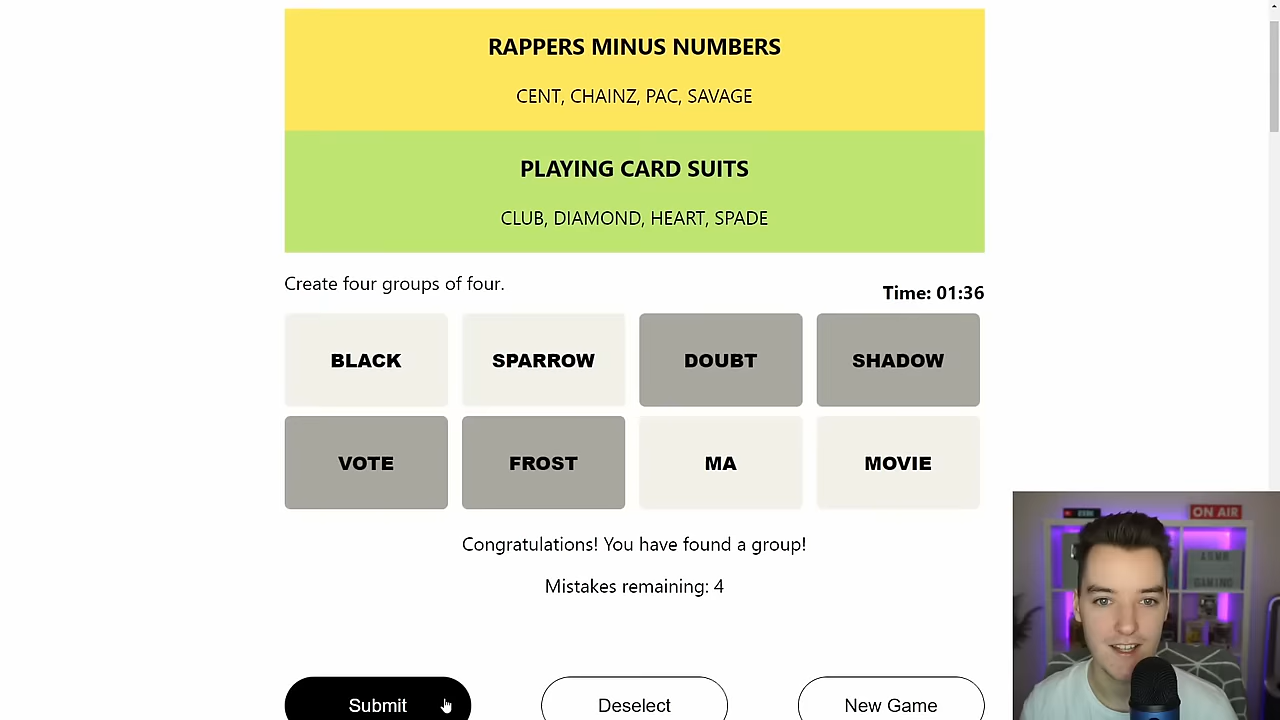 RAPPERS MINUS NUMBERS
CENT, CHAINZ, PAC, SAVAGE
PLAYING CARD SUITS
CLUB, DIAMOND, HEART, SPADE
Create four groups of four.
Time: 01:36
BLACK SPARROW DOUBT SHADOW
VOTE FROST MA MOVIE
Congratulations! You have found a group!
Mistakes remaining: 4
Submit Deselect New Game
ON AIR
ASMR
GAMING